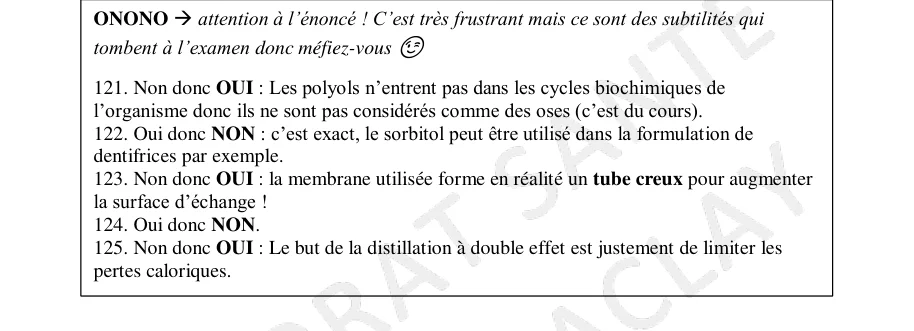 ONONO → attention à l’énoncé ! C’est très frustrant mais ce sont des subtilités qui
tombent à l’examen donc méfiez-vous 😉
121. Non donc OUI : Les polyols n’entrent pas dans les cycles biochimiques de
l’organisme donc ils ne sont pas considérés comme des oses (c’est du cours).
122. Oui donc NON : c’est exact, le sorbitol peut être utilisé dans la formulation de
dentifrices par exemple.
123. Non donc OUI : la membrane utilisée forme en réalité un tube creux pour augmenter
la surface d’échange !
124. Oui donc NON.
125. Non donc OUI : Le but de la distillation à double effet est justement de limiter les
pertes caloriques.
ORAT SANTE
ACLAY